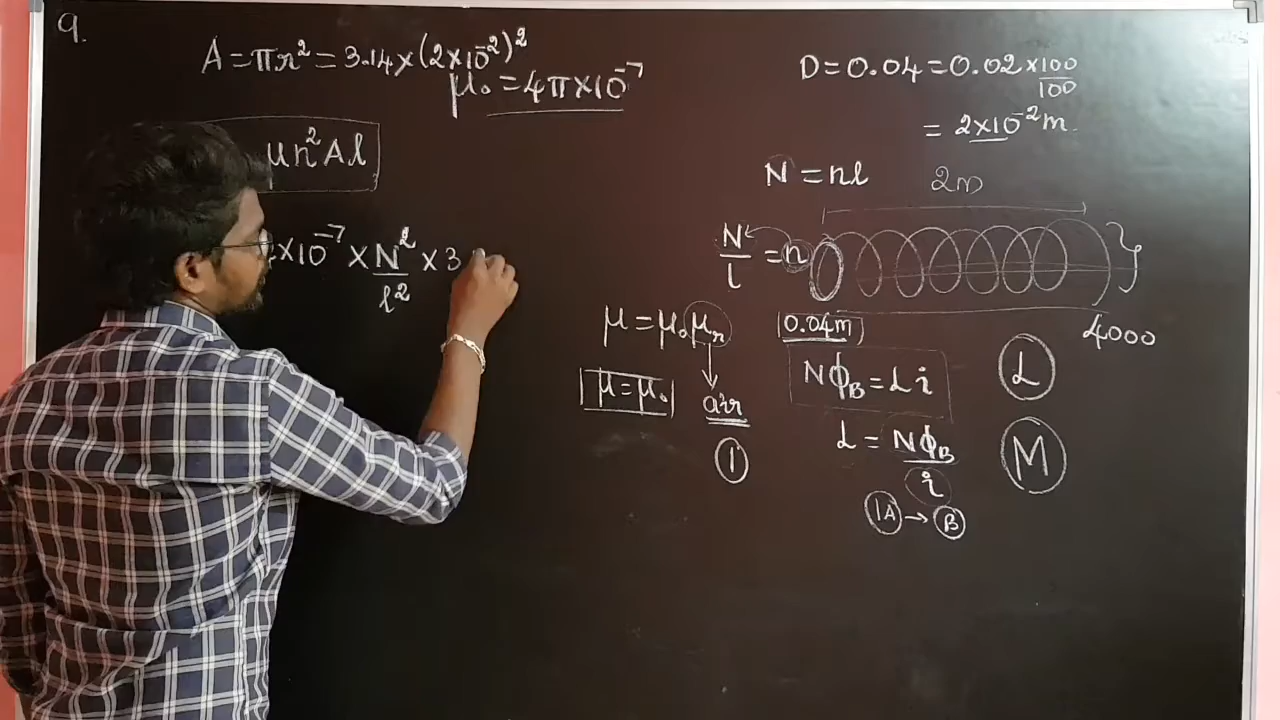 9.
A = πr² = 3.14 × (2×10⁻²)²
μ₀ = 4π×10⁻⁷
μn²Al
×10⁻⁷ × N²/l² × 3
D = 0.04 = 0.02 × 100/100
= 2×10⁻² m.
N = nl
2m
N/l = n
μ = μ₀μr
0.04m
4000
μ = μ₀
air
1
NΦB = Li
L
L = NΦB/i
M
1A → B